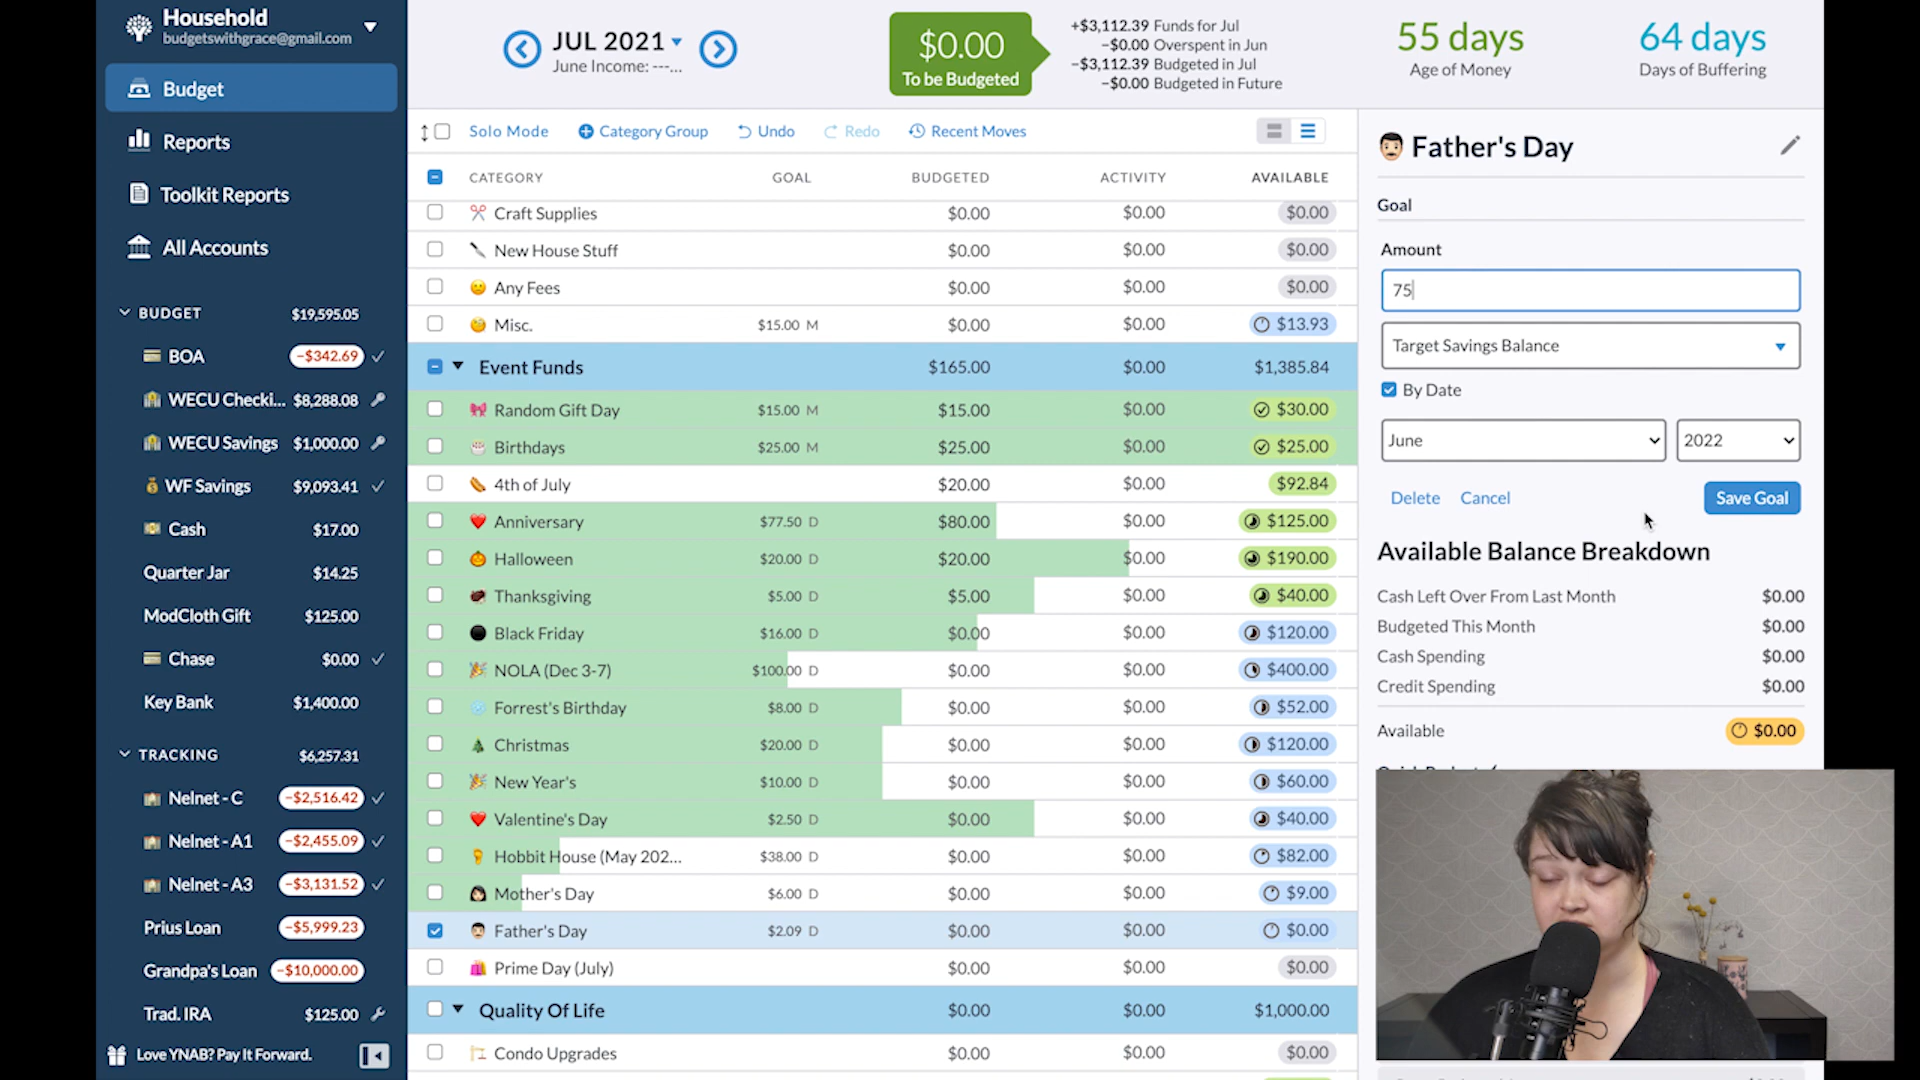 Household
budgetswithgrace@gmail.com
Budget
Reports
Toolkit Reports
All Accounts
BUDGET $19,595.05
BOA −$342.69
WECU Checki... $8,288.08
WECU Savings $1,000.00
WF Savings $9,093.41
Cash $17.00
Quarter Jar $14.25
ModCloth Gift $125.00
Chase $0.00
Key Bank $1,400.00
TRACKING $6,257.31
Nelnet - C −$2,516.42
Nelnet - A1 −$2,455.09
Nelnet - A3 −$3,131.52
Prius Loan −$5,999.23
Grandpa's Loan −$10,000.00
Trad. IRA $125.00
Love YNAB? Pay It Forward.
JUL 2021
June Income: ---...
$0.00
To be Budgeted
+$3,112.39 Funds for Jul
−$0.00 Overspent in Jun
−$3,112.39 Budgeted in Jul
−$0.00 Budgeted in Future
55 days
Age of Money
64 days
Days of Buffering
Solo Mode Category Group Undo Redo Recent Moves
CATEGORY GOAL BUDGETED ACTIVITY AVAILABLE
Craft Supplies $0.00 $0.00 $0.00
New House Stuff $0.00 $0.00 $0.00
Any Fees $0.00 $0.00 $0.00
Misc. $15.00 M $0.00 $0.00 $13.93
Event Funds $165.00 $0.00 $1,385.84
Random Gift Day $15.00 M $15.00 $0.00 $30.00
Birthdays $25.00 M $25.00 $0.00 $25.00
4th of July $20.00 $0.00 $92.84
Anniversary $77.50 D $80.00 $0.00 $125.00
Halloween $20.00 D $20.00 $0.00 $190.00
Thanksgiving $5.00 D $5.00 $0.00 $40.00
Black Friday $16.00 D $0.00 $0.00 $120.00
NOLA (Dec 3-7) $100.00 D $0.00 $0.00 $400.00
Forrest's Birthday $8.00 D $0.00 $0.00 $52.00
Christmas $20.00 D $0.00 $0.00 $120.00
New Year's $10.00 D $0.00 $0.00 $60.00
Valentine's Day $2.50 D $0.00 $0.00 $40.00
Hobbit House (May 202... $38.00 D $0.00 $0.00 $82.00
Mother's Day $6.00 D $0.00 $0.00 $9.00
Father's Day $2.09 D $0.00 $0.00 $0.00
Prime Day (July) $0.00 $0.00 $0.00
Quality Of Life $0.00 $0.00 $1,000.00
Condo Upgrades $0.00 $0.00 $0.00
Father's Day
Goal
Amount
75
Target Savings Balance
By Date
June 2022
Delete Cancel Save Goal
Available Balance Breakdown
Cash Left Over From Last Month $0.00
Budgeted This Month $0.00
Cash Spending $0.00
Credit Spending $0.00
Available $0.00